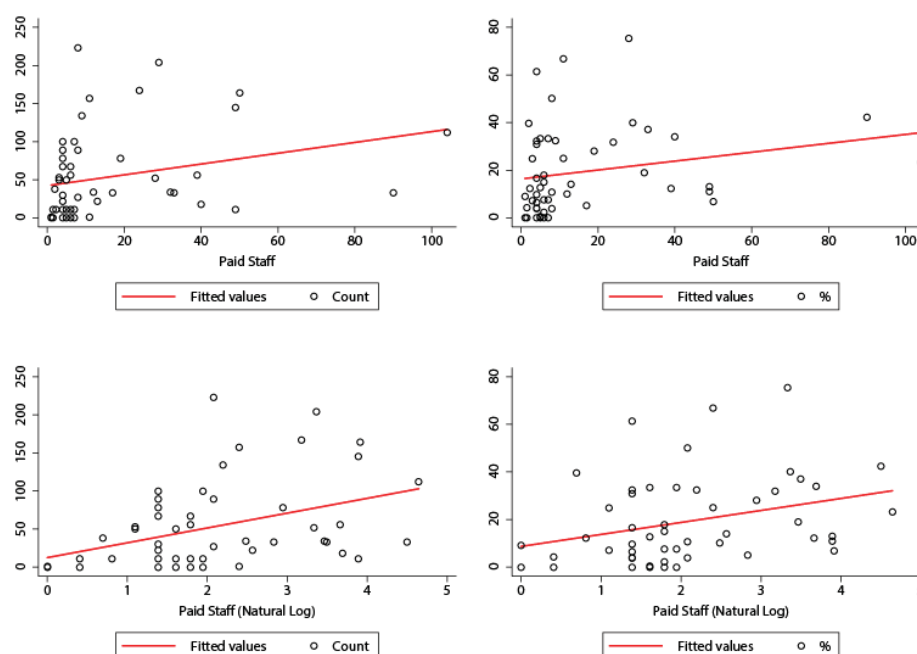 250
200
150
100
50
0
0 20 40 60 80 100
Paid Staff
Fitted values Count
80
60
40
20
0
0 20 40 60 80 100
Paid Staff
Fitted values %
250
200
150
100
50
0
0 1 2 3 4 5
Paid Staff (Natural Log)
Fitted values Count
80
60
40
20
0
0 1 2 3 4
Paid Staff (Natural Log)
Fitted values %